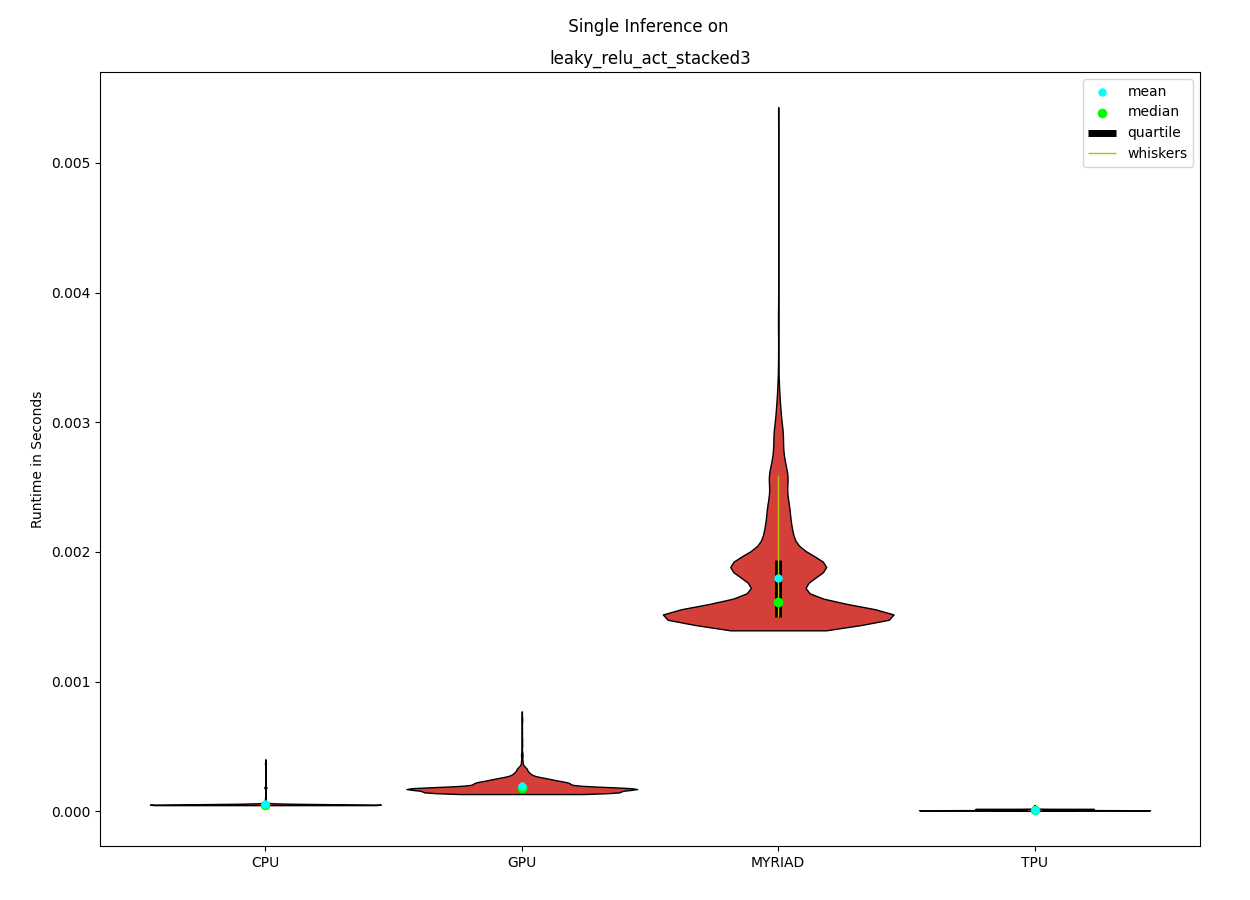 Single Inference on
leaky_relu_act_stacked3
mean
median
quartile
whiskers
Runtime in Seconds
0.005
0.004
0.003
0.002
0.001
0.000
CPU
GPU
MYRIAD
TPU